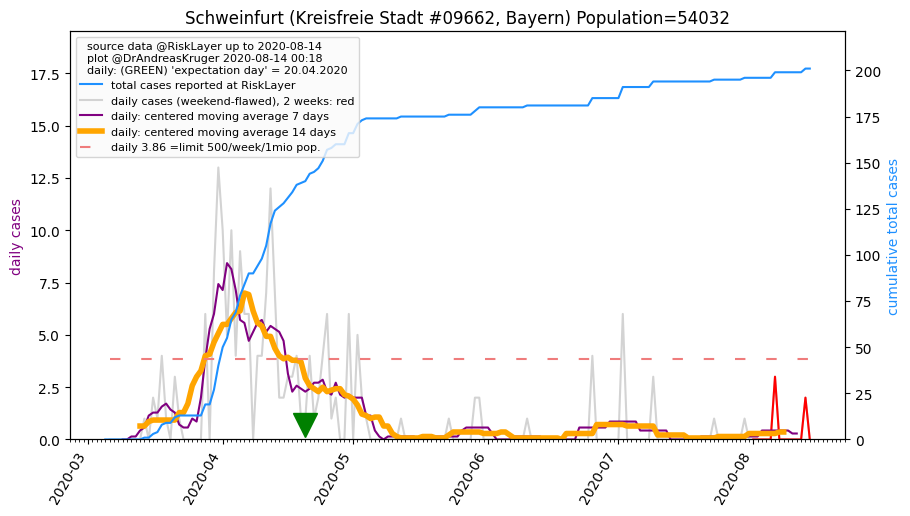 Schweinfurt (Kreisfreie Stadt #09662, Bayern) Population=54032
source data @RiskLayer up to 2020-08-14
plot @DrAndreasKruger 2020-08-14 00:18
daily: (GREEN) 'expectation day' = 20.04.2020
total cases reported at RiskLayer
daily cases (weekend-flawed), 2 weeks: red
daily: centered moving average 7 days
daily: centered moving average 14 days
daily 3.86 =limit 500/week/1mio pop.
daily cases
17.5
15.0
12.5
10.0
7.5
5.0
2.5
0.0
cumulative total cases
200
175
150
125
100
75
50
25
0
2020-03
2020-04
2020-05
2020-06
2020-07
2020-08